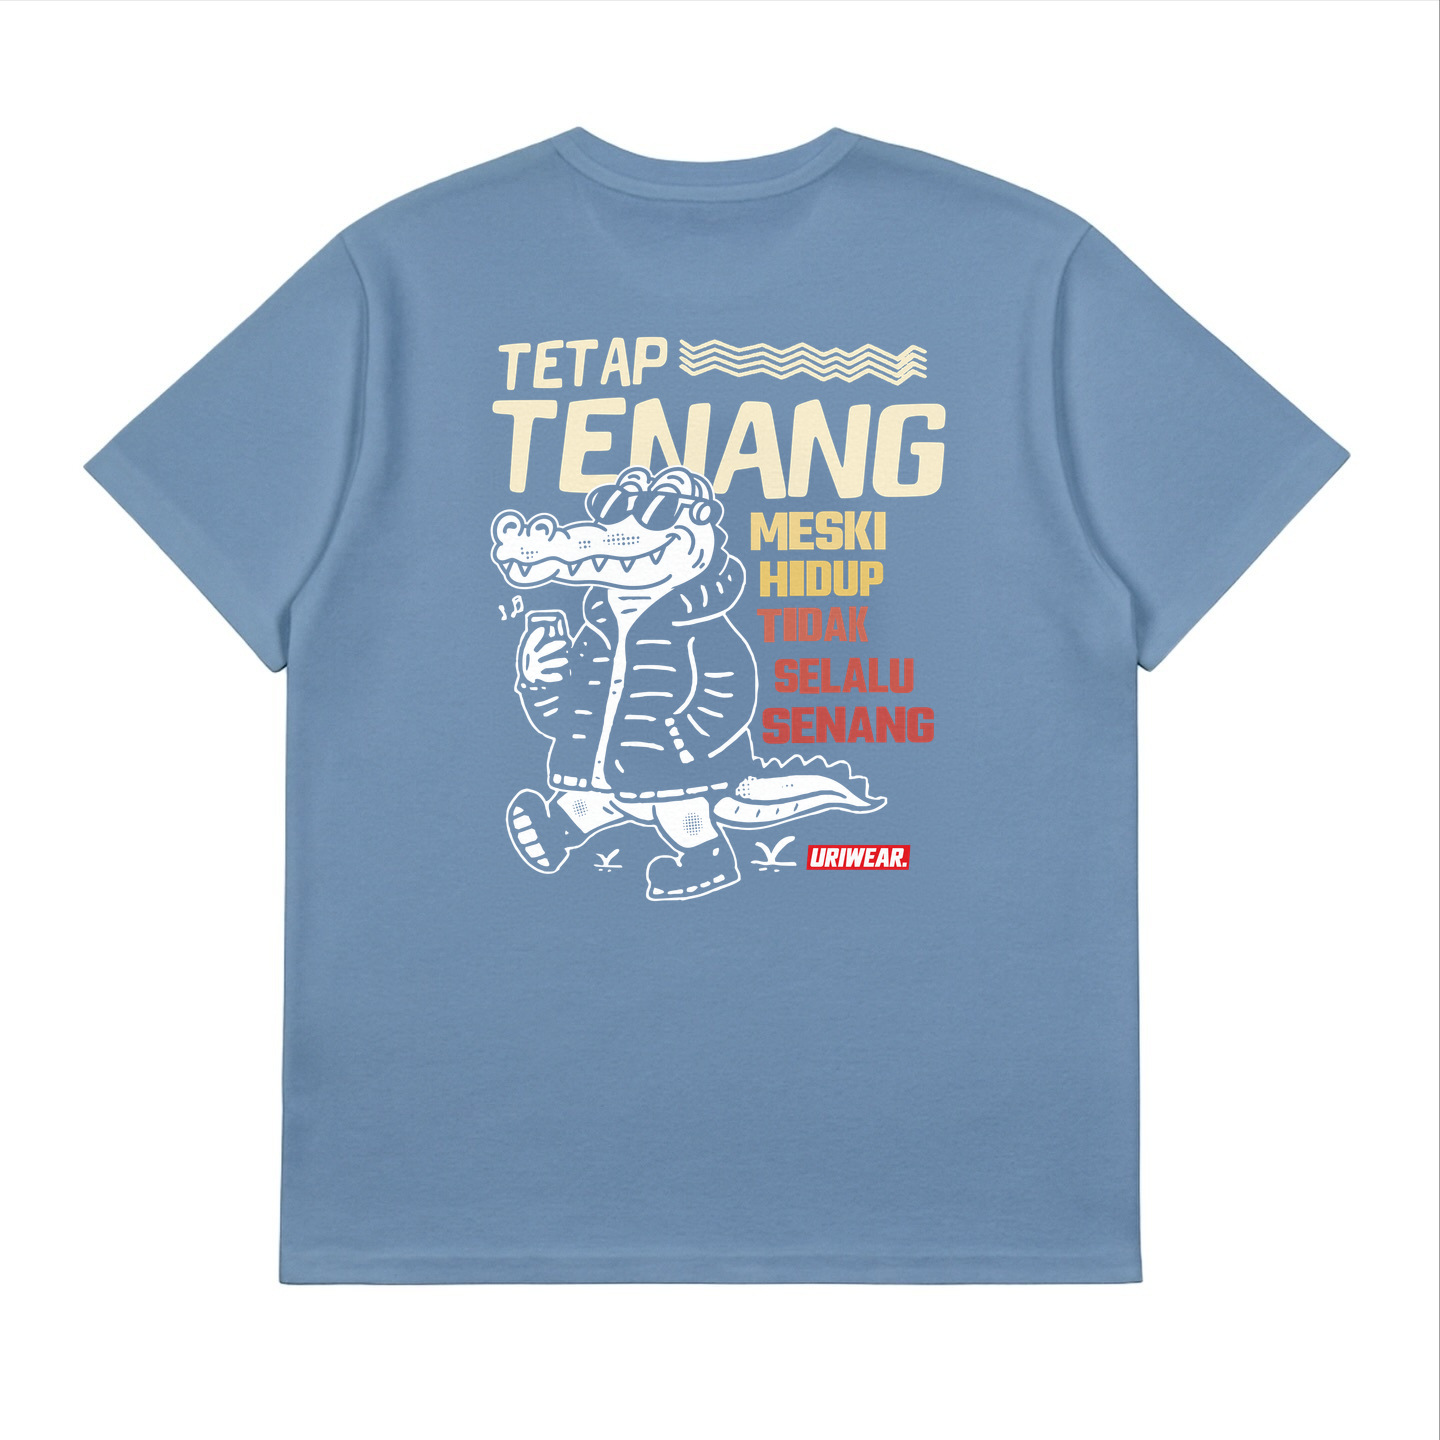 TETAP
TENANG
MESKI
HIDUP
TIDAK
SELALU
SENANG
URIWEAR.